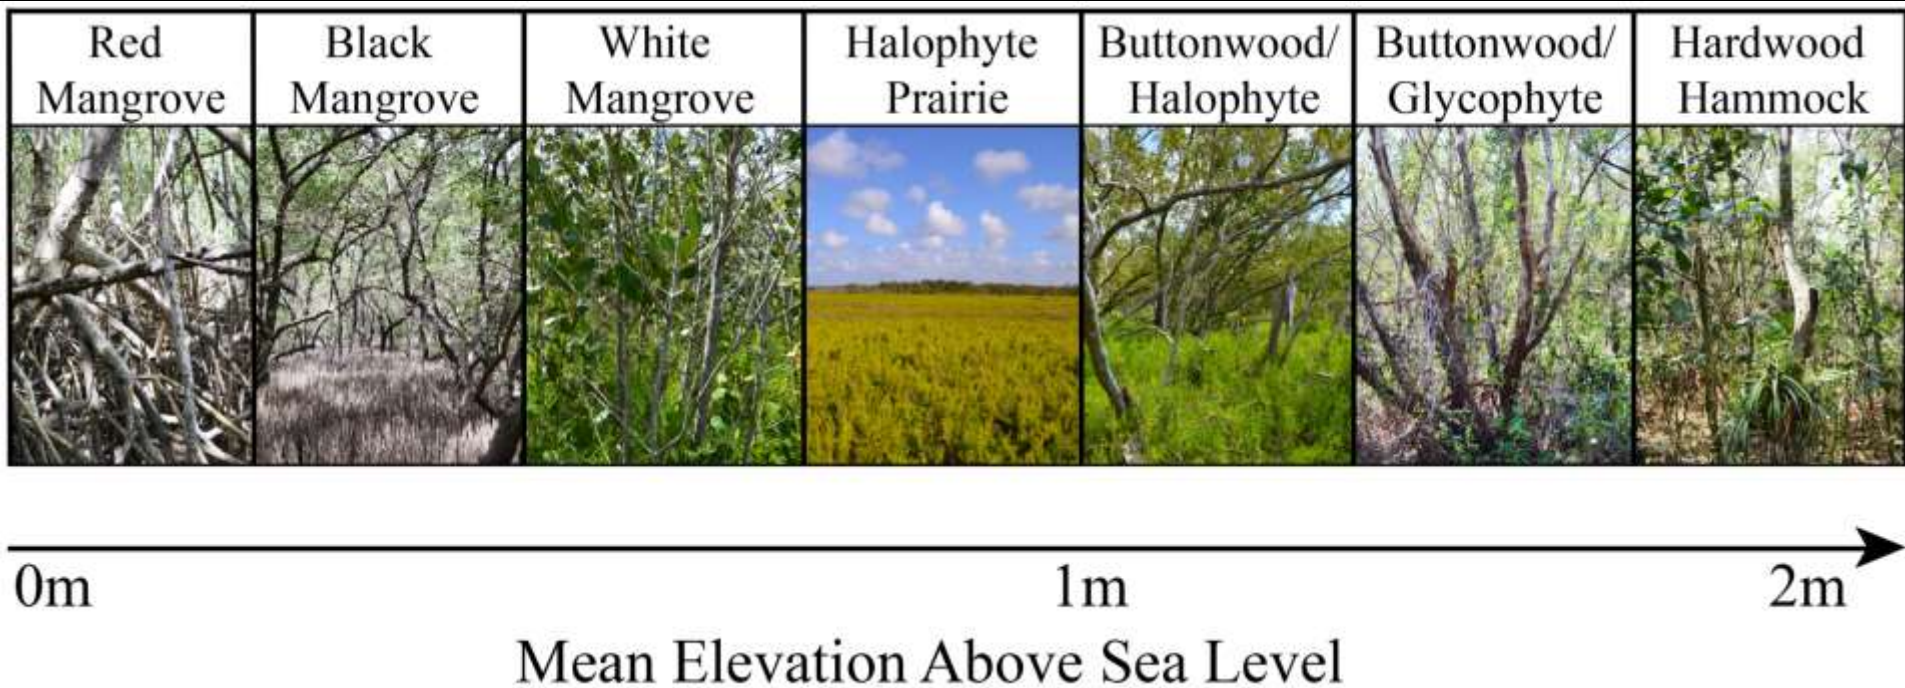 Red
Mangrove
Black
Mangrove
White
Mangrove
Halophyte
Prairie
Buttonwood/
Halophyte
Buttonwood/
Glycophyte
Hardwood
Hammock
0m
1m
2m
Mean Elevation Above Sea Level